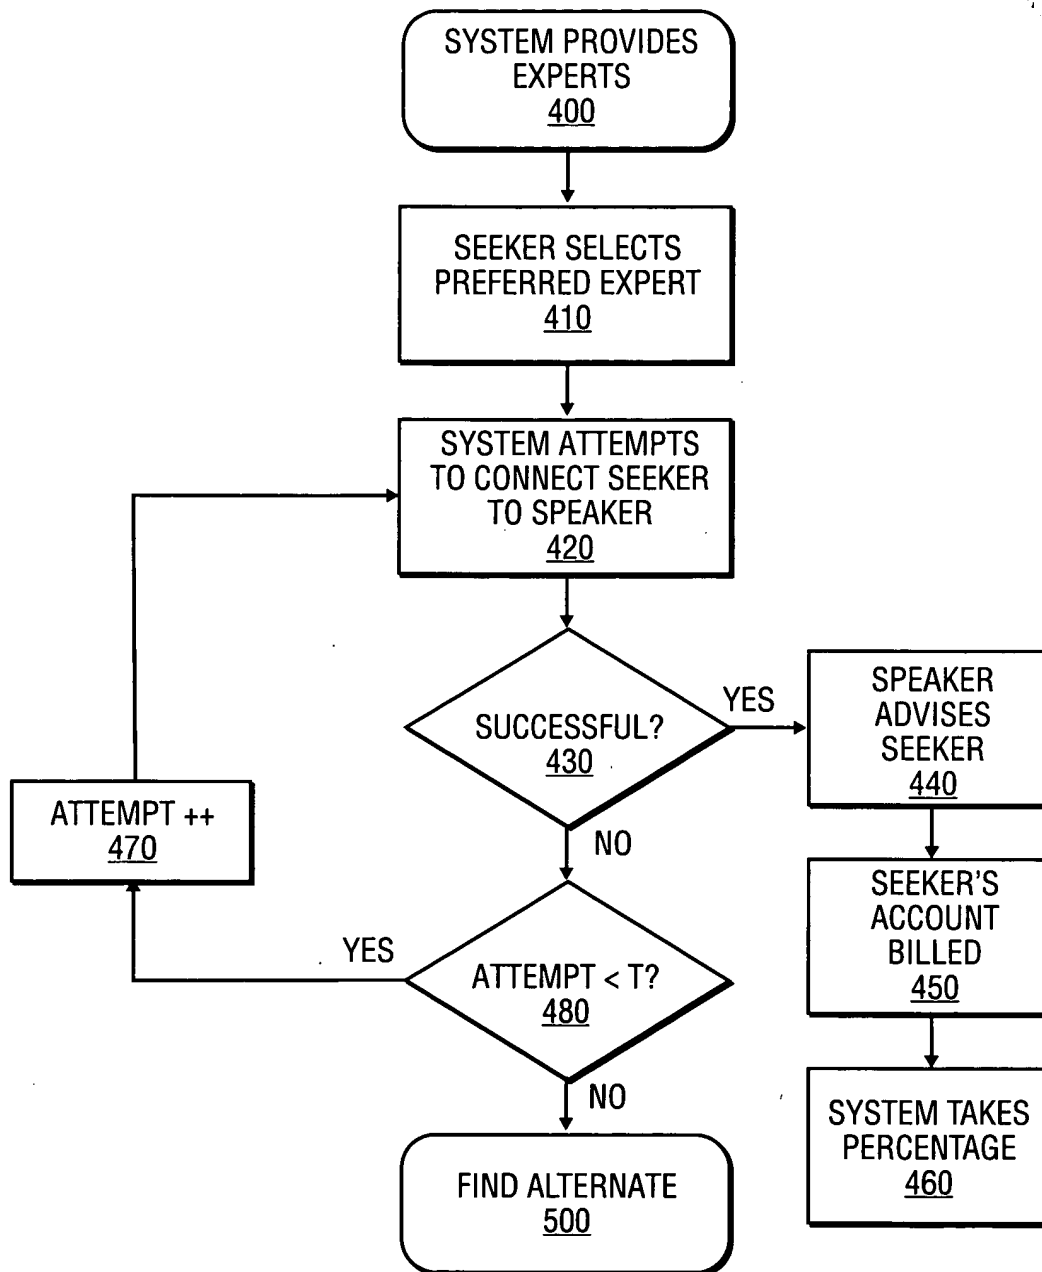 SYSTEM PROVIDES
EXPERTS
400
SEEKER SELECTS
PREFERRED EXPERT
410
SYSTEM ATTEMPTS
TO CONNECT SEEKER
TO SPEAKER
420
SUCCESSFUL?
430
YES
NO
SPEAKER
ADVISES
SEEKER
440
SEEKER'S
ACCOUNT
BILLED
450
SYSTEM TAKES
PERCENTAGE
460
ATTEMPT ++
470
YES
ATTEMPT < T?
480
NO
FIND ALTERNATE
500